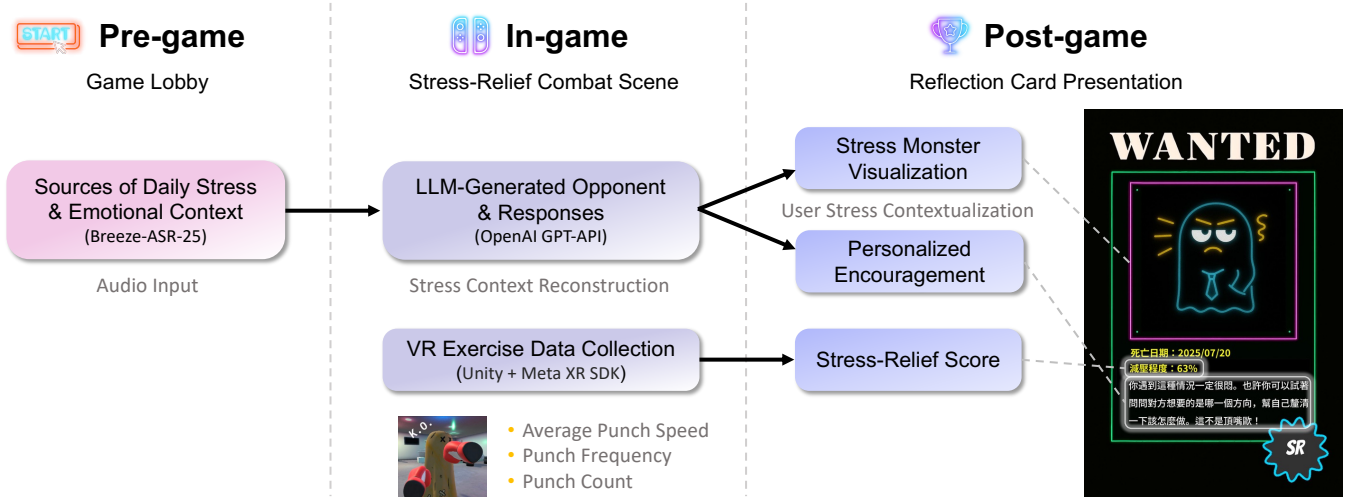 START
Pre-game
In-game
Post-game
Game Lobby
Stress-Relief Combat Scene
Reflection Card Presentation
Sources of Daily Stress
& Emotional Context
(Breeze-ASR-25)
Audio Input
LLM-Generated Opponent
& Responses
(OpenAI GPT-API)
Stress Context Reconstruction
VR Exercise Data Collection
(Unity + Meta XR SDK)
K.O.
• Average Punch Speed
• Punch Frequency
• Punch Count
Stress Monster
Visualization
User Stress Contextualization
Personalized
Encouragement
Stress-Relief Score
WANTED
死亡日期：2025/07/20
減壓程度：63%
你遇到這種情況一定很悶。也許你可以試著
問問對方想要的是哪一個方向，幫自己釐清
一下該怎麼做。這不是頂嘴歐！
SR